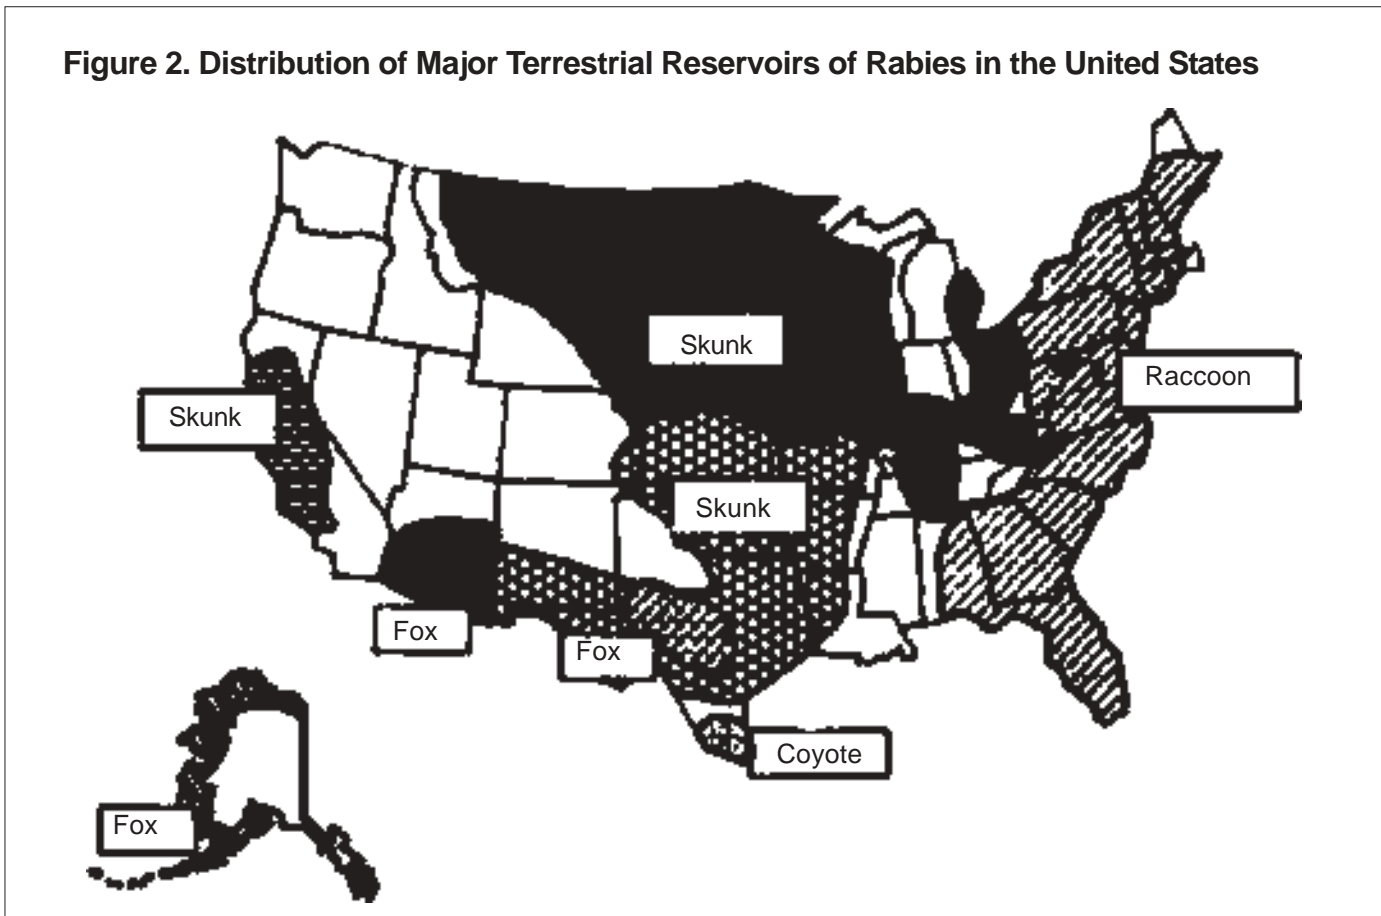 Figure 2. Distribution of Major Terrestrial Reservoirs of Rabies in the United States
Skunk
Raccoon
Skunk
Skunk
Fox
Fox
Coyote
Fox